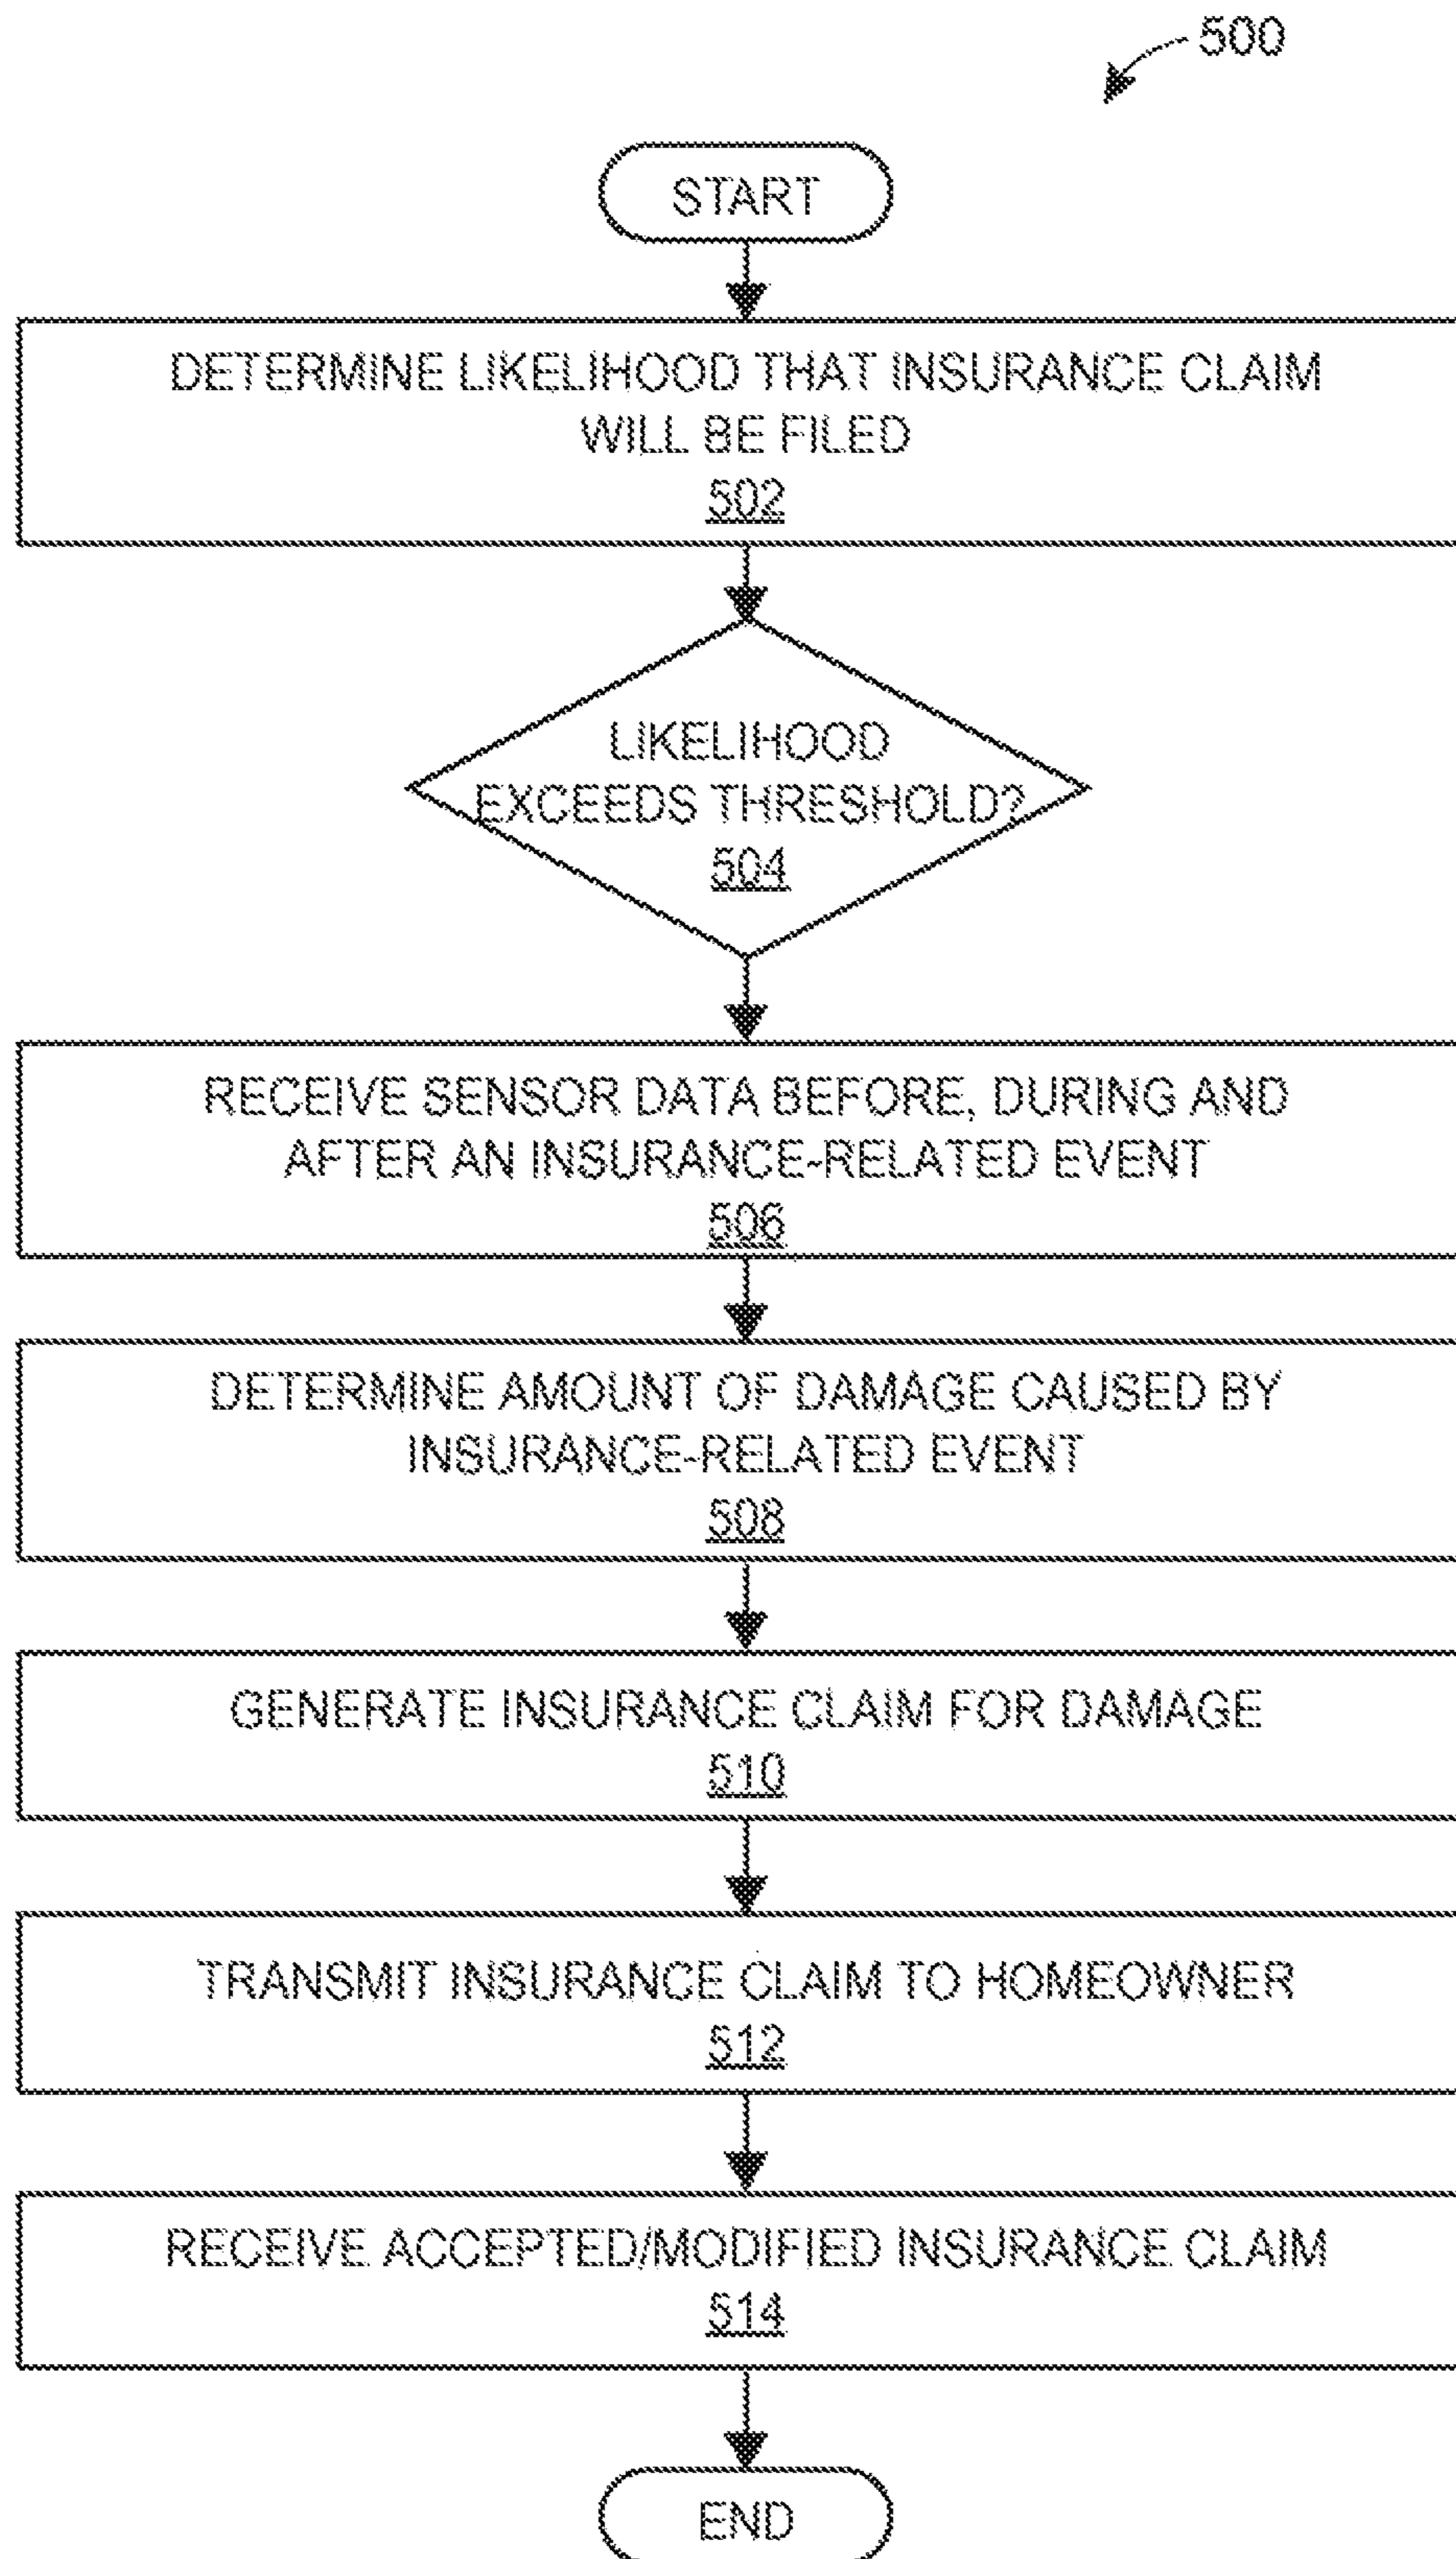 500
START
DETERMINE LIKELIHOOD THAT INSURANCE CLAIM
WILL BE FILED
502
LIKELIHOOD
EXCEEDS THRESHOLD?
504
RECEIVE SENSOR DATA BEFORE, DURING AND
AFTER AN INSURANCE-RELATED EVENT
506
DETERMINE AMOUNT OF DAMAGE CAUSED BY
INSURANCE-RELATED EVENT
508
GENERATE INSURANCE CLAIM FOR DAMAGE
510
TRANSMIT INSURANCE CLAIM TO HOMEOWNER
512
RECEIVE ACCEPTED/MODIFIED INSURANCE CLAIM
514
END